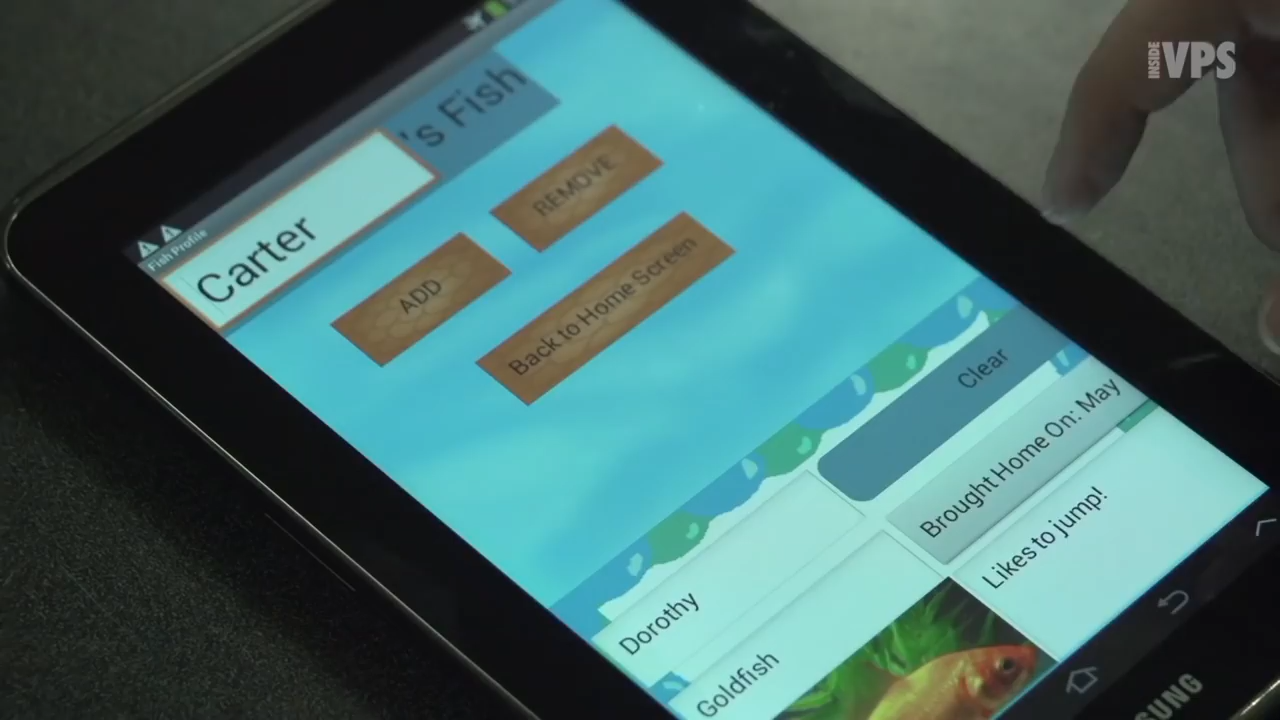 INSIDE VPS
Fish Profile
Carter 's Fish
ADD
REMOVE
Back to Home Screen
Clear
Dorothy
Brought Home On: May
Goldfish
Likes to jump!